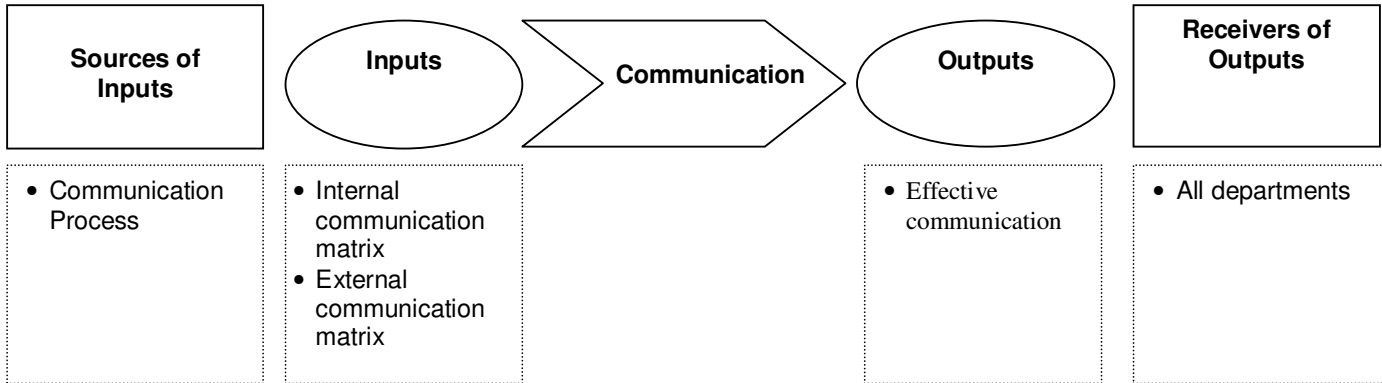 Sources of
Inputs
Inputs
Communication
Outputs
Receivers of
Outputs
• Communication
Process
• Internal
communication
matrix
• External
communication
matrix
• Effective
communication
• All departments